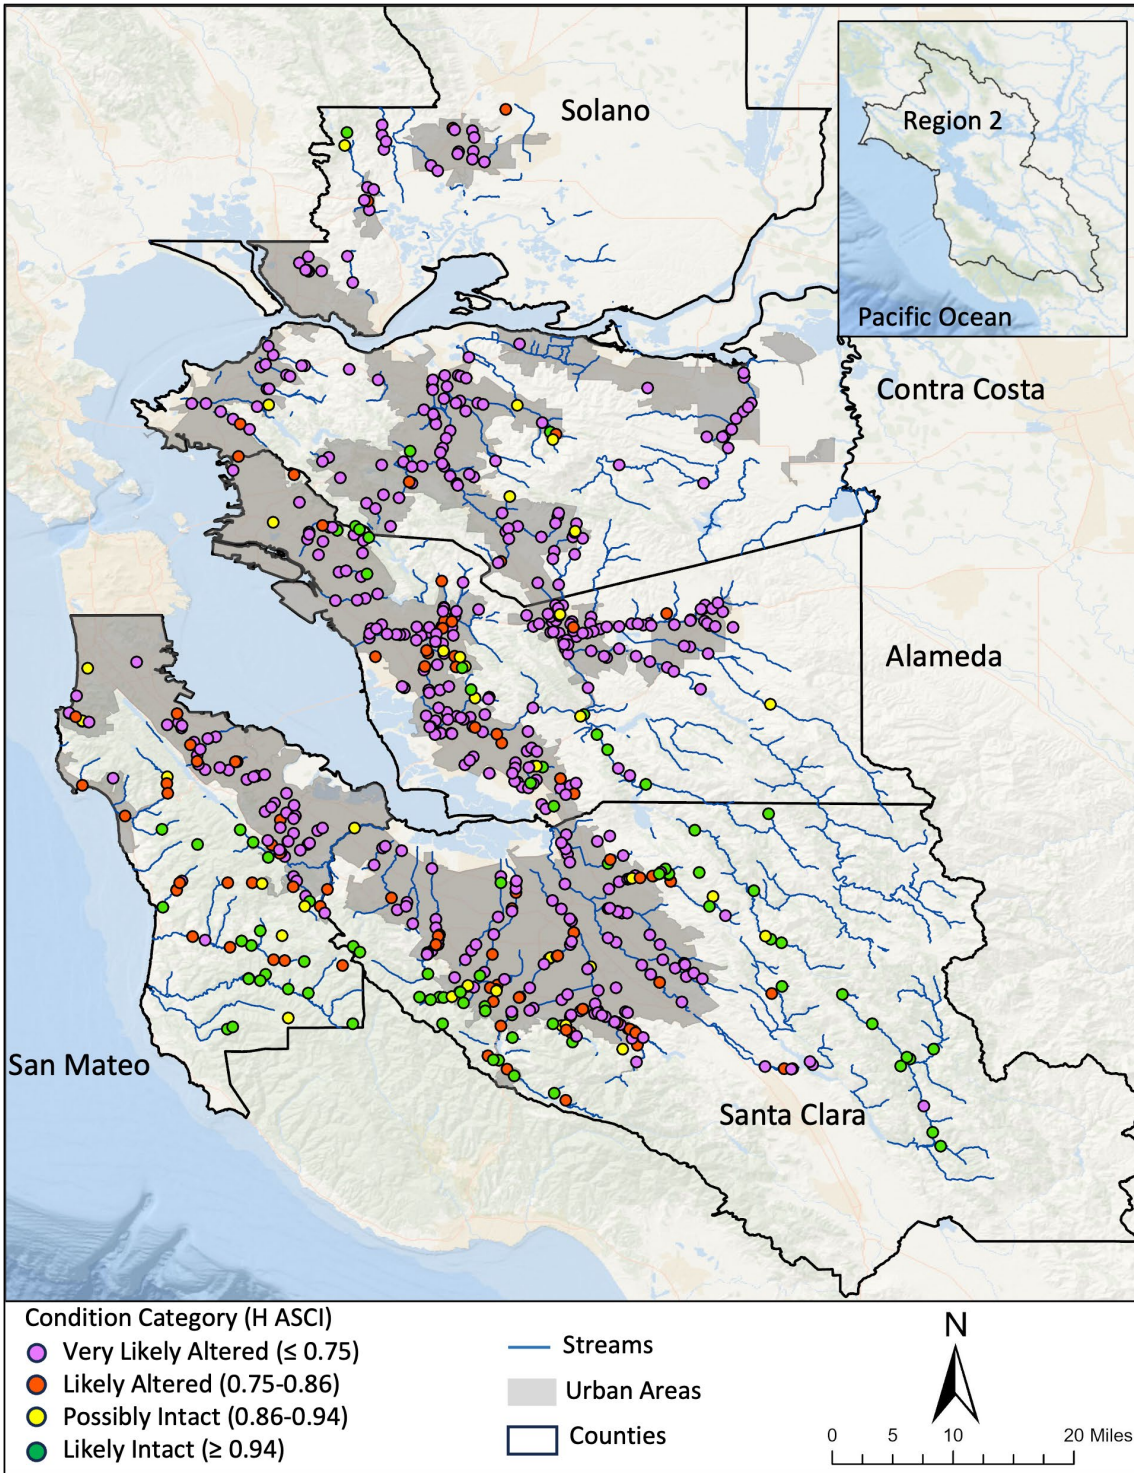 Solano
Region 2
Pacific Ocean
Contra Costa
Alameda
San Mateo
Santa Clara
Condition Category (H ASCI)
Very Likely Altered (≤ 0.75)
Likely Altered (0.75-0.86)
Possibly Intact (0.86-0.94)
Likely Intact (≥ 0.94)
Streams
Urban Areas
Counties
N
0 5 10 20 Miles